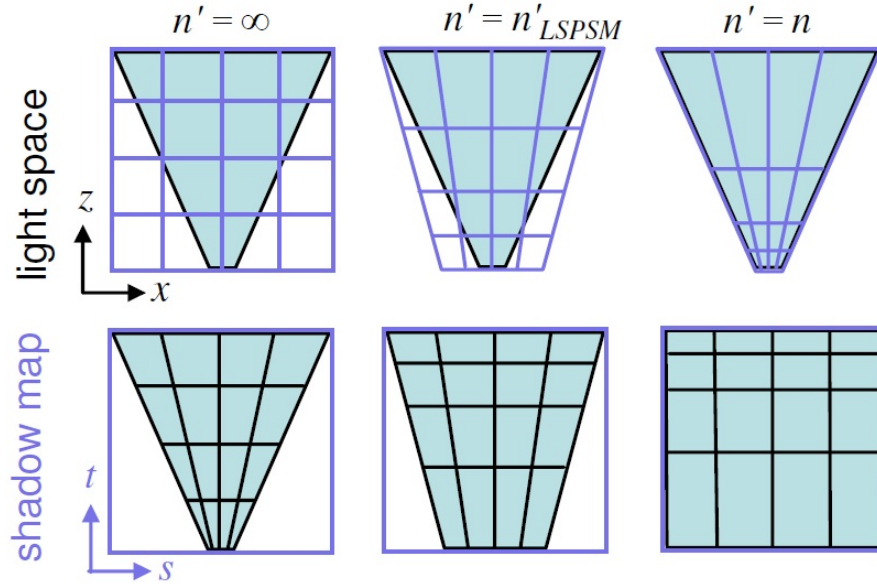 n' = ∞
n' = n'LSPSM
n' = n
light space
z
x
shadow map
t
s